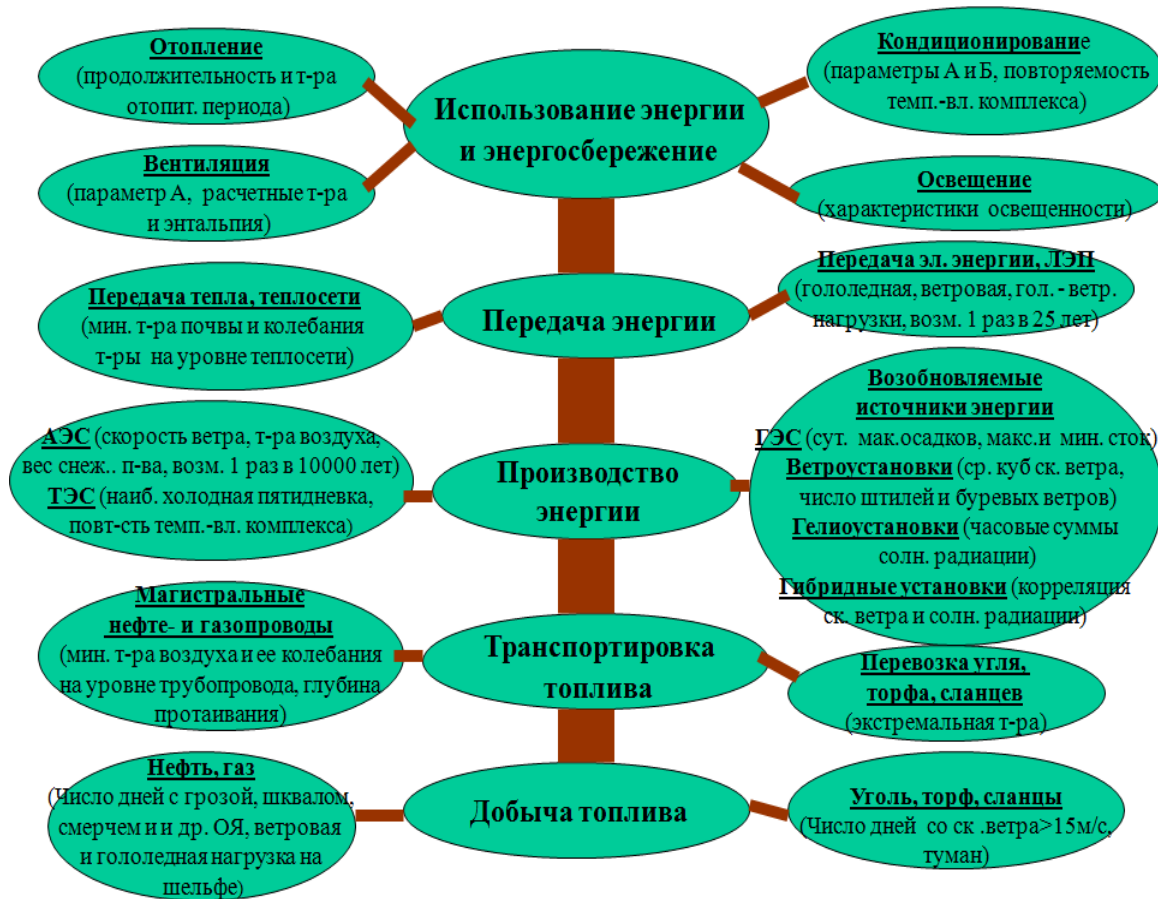 Отопление
(продолжительность и т-ра
отопит. периода)
Кондиционирование
(параметры А и Б, повторяемость
темп.-вл. комплекса)
Использование энергии
и энергосбережение
Вентиляция
(параметр А, расчетные т-ра
и энтальпия)
Освещение
(характеристики освещенности)
Передача тепла, теплосети
(мин. т-ра почвы и колебания
т-ры на уровне теплосети)
Передача энергии
Передача эл. энергии, ЛЭП
(гололедная, ветровая, гол. - ветр.
нагрузки, возм. 1 раз в 25 лет)
АЭС (скорость ветра, т-ра воздуха,
вес снеж.. п-ва, возм. 1 раз в 10000 лет)
ТЭС (наиб. холодная пятидневка,
повт-сть темп.-вл. комплекса)
Производство
энергии
Возобновляемые
источники энергии
ГЭС (сут. мак.осадков, макс.и мин. сток)
Ветроустановки (ср. куб ск. ветра,
число штилей и буревых ветров)
Гелиоустановки (часовые суммы
солн. радиации)
Гибридные установки (корреляция
ск. ветра и солн. радиации)
Магистральные
нефте- и газопроводы
(мин. т-ра воздуха и ее колебания
на уровне трубопровода, глубина
протаивания)
Транспортировка
топлива
Перевозка угля,
торфа, сланцев
(экстремальная т-ра)
Нефть, газ
(Число дней с грозой, шквалом,
смерчем и и др. ОЯ, ветровая
и гололедная нагрузка на
шельфе)
Добыча топлива
Уголь, торф, сланцы
(Число дней со ск .ветра>15м/с,
туман)